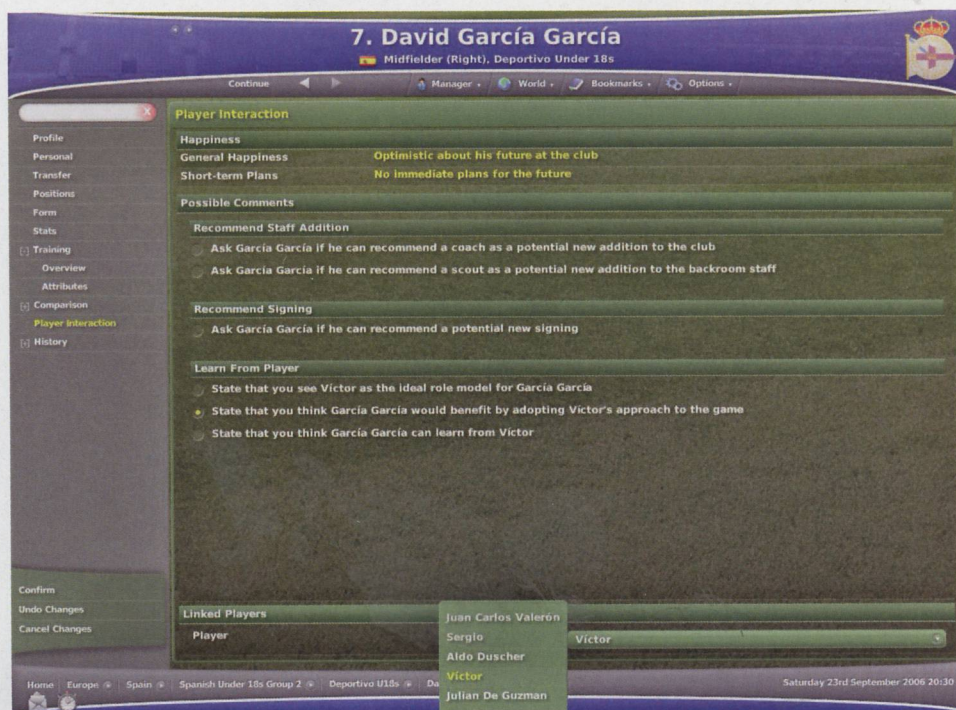 7. David García García
Midfielder (Right), Deportivo Under 18s
Continue Manager World Bookmarks Options
Profile
Personal
Transfer
Positions
Form
Stats
[-] Training
Overview
Attributes
[+] Comparison
Player Interaction
[+] History
Confirm
Undo Changes
Cancel Changes
Player Interaction
Happiness
General Happiness Optimistic about his future at the club
Short-term Plans No immediate plans for the future
Possible Comments
Recommend Staff Addition
Ask García García if he can recommend a coach as a potential new addition to the club
Ask García García if he can recommend a scout as a potential new addition to the backroom staff
Recommend Signing
Ask García García if he can recommend a potential new signing
Learn From Player
State that you see Víctor as the ideal role model for García García
State that you think García García would benefit by adopting Víctor's approach to the game
State that you think García García can learn from Víctor
Linked Players
Player Víctor
Juan Carlos Valerón
Sergio
Aldo Duscher
Víctor
Julian De Guzman
Home Europe Spain Spanish Under 18s Group 2 Deportivo U18s Da Saturday 23rd September 2006 20:30